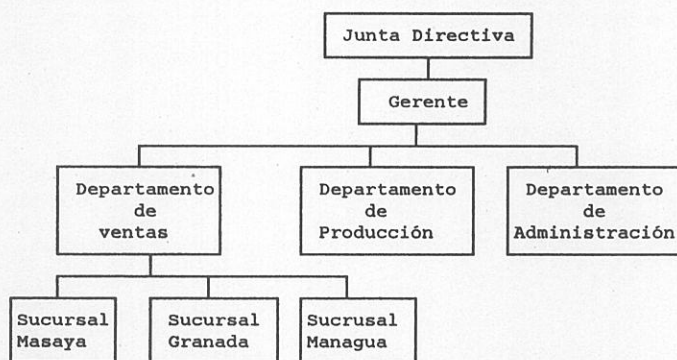 Junta Directiva
Gerente
Departamento
de
ventas
Departamento
de
Producción
Departamento
de
Administración
Sucursal
Masaya
Sucursal
Granada
Sucrusal
Managua